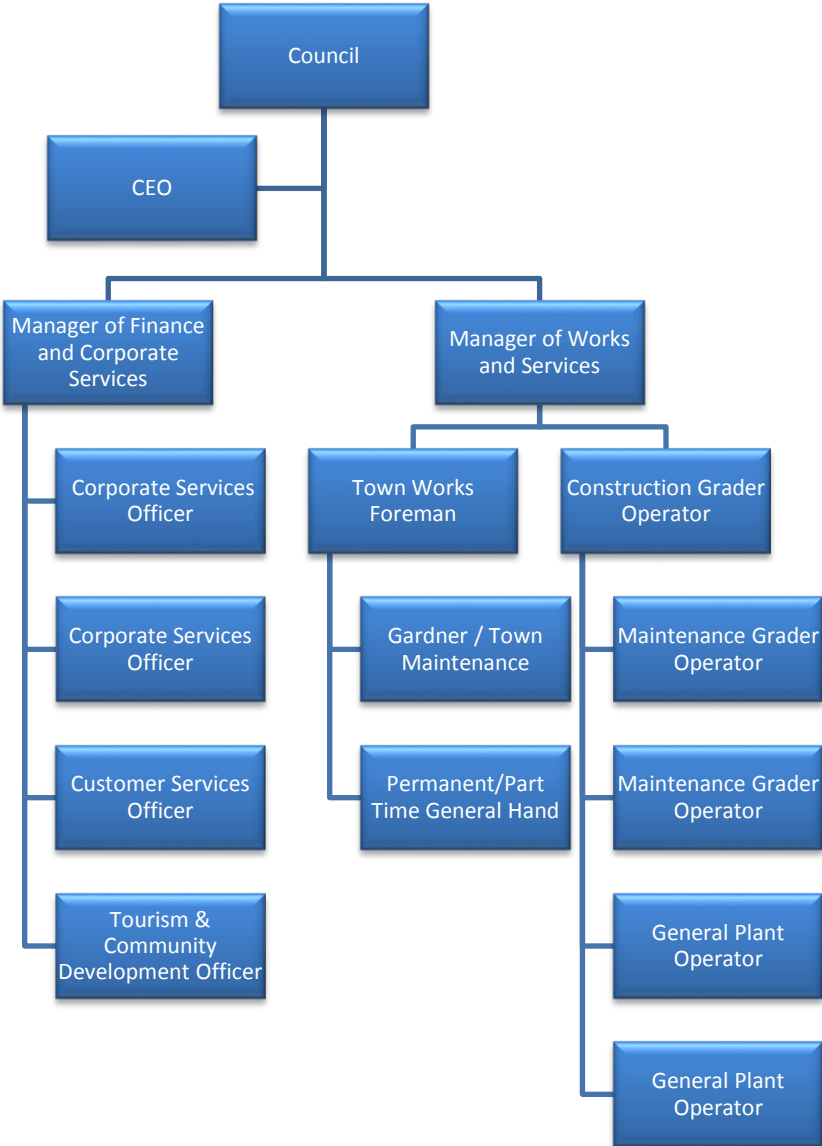 Council
CEO
Manager of Finance
and Corporate
Services
Manager of Works
and Services
Corporate Services
Officer
Corporate Services
Officer
Customer Services
Officer
Tourism &
Community
Development Officer
Town Works
Foreman
Gardner / Town
Maintenance
Permanent/Part
Time General Hand
Construction Grader
Operator
Maintenance Grader
Operator
Maintenance Grader
Operator
General Plant
Operator
General Plant
Operator